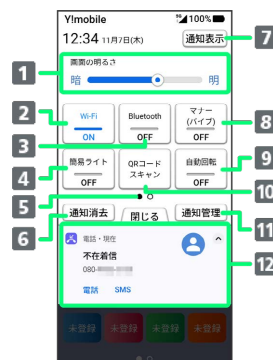 Y!mobile 5G 100%
12:34 11月7日(木) 通知表示 7
画面の明るさ
1 暗 明
2 Wi-Fi ON
Bluetooth OFF
マナー
(バイブ)
OFF 8
3
簡易ライト OFF
QRコード
スキャン
自動回転 OFF 9
4
10
5
通知消去 閉じる 通知管理
6 11
電話・現在
不在着信 12
080-
電話 SMS
未登録 未登録 未登録 未登録